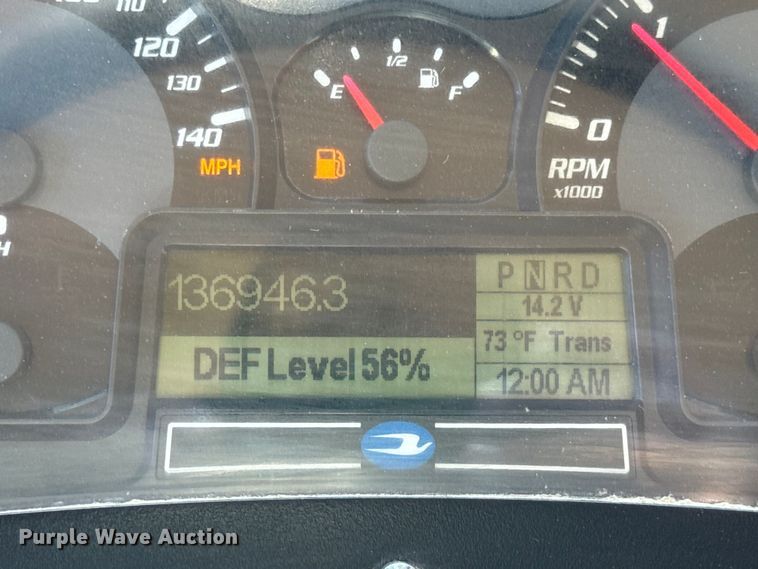 110
120
130
140
MPH
E
1/2
F
1
0
RPM
x1000
H
136946.3
DEF Level 56%
P N R D
14.2 V
73 °F Trans
12:00 AM
Purple Wave Auction